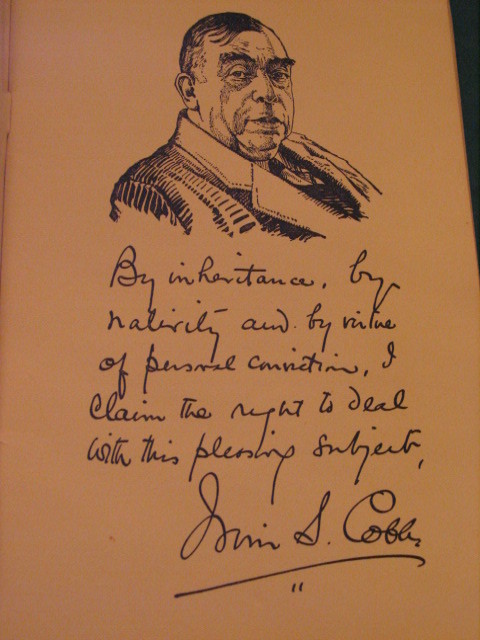 By inheritance, by
nativity and by virtue
of personal conviction, I
claim the right to deal
with this pleasing subject,
Irvin S. Cobb
"